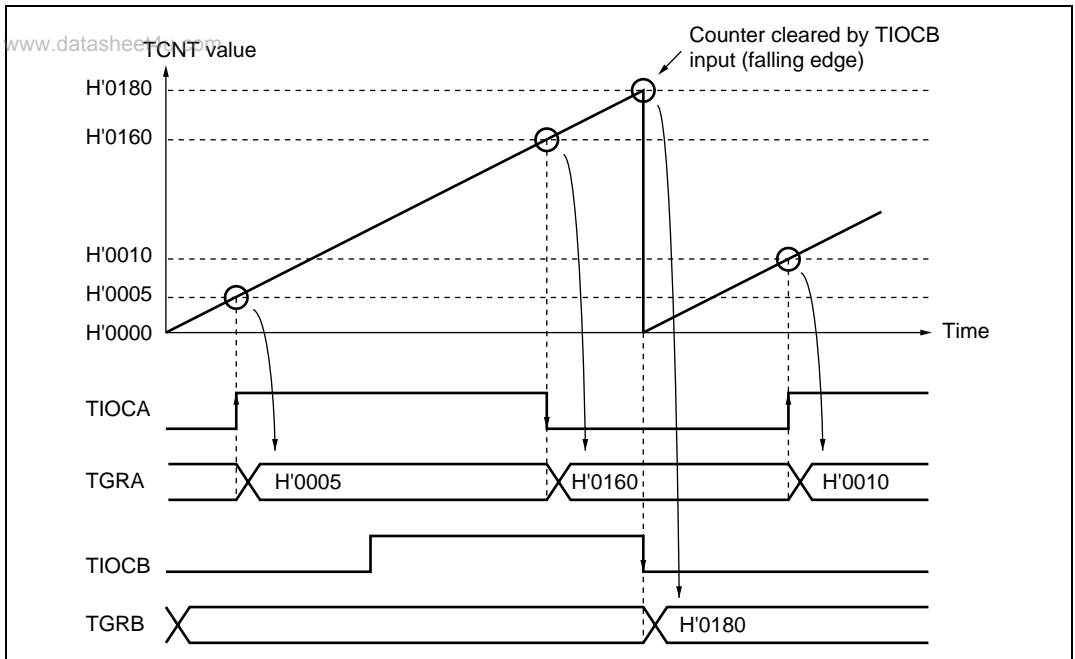 www.datasheet4u.com
TCNT value
Counter cleared by TIOCB
input (falling edge)
H'0180
H'0160
H'0010
H'0005
H'0000
Time
TIOCA
TGRA
H'0005
H'0160
H'0010
TIOCB
TGRB
H'0180